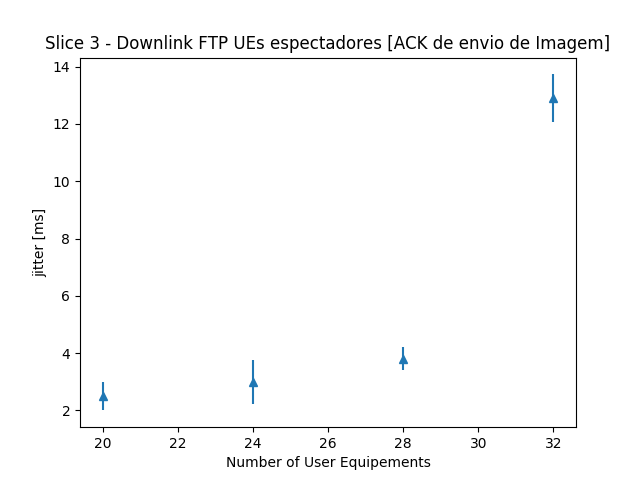 Slice 3 - Downlink FTP UEs espectadores [ACK de envio de Imagem]
14
12
10
8
6
4
2
jitter [ms]
20 22 24 26 28 30 32
Number of User Equipements